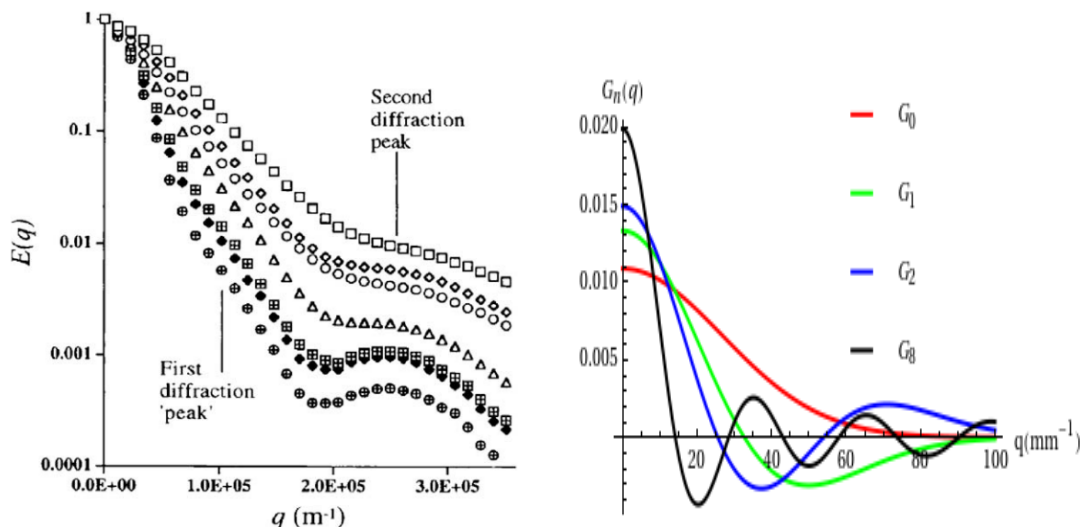 1
0.1
0.01
0.001
0.0001
E(q)
Second
diffraction
peak
First
diffraction
'peak'
0.0E+00 1.0E+05 2.0E+05 3.0E+05
q (m⁻¹)
Gₙ(q)
0.020
0.015
0.010
0.005
20 40 60 80 100
q(mm⁻¹)
G₀
G₁
G₂
G₈